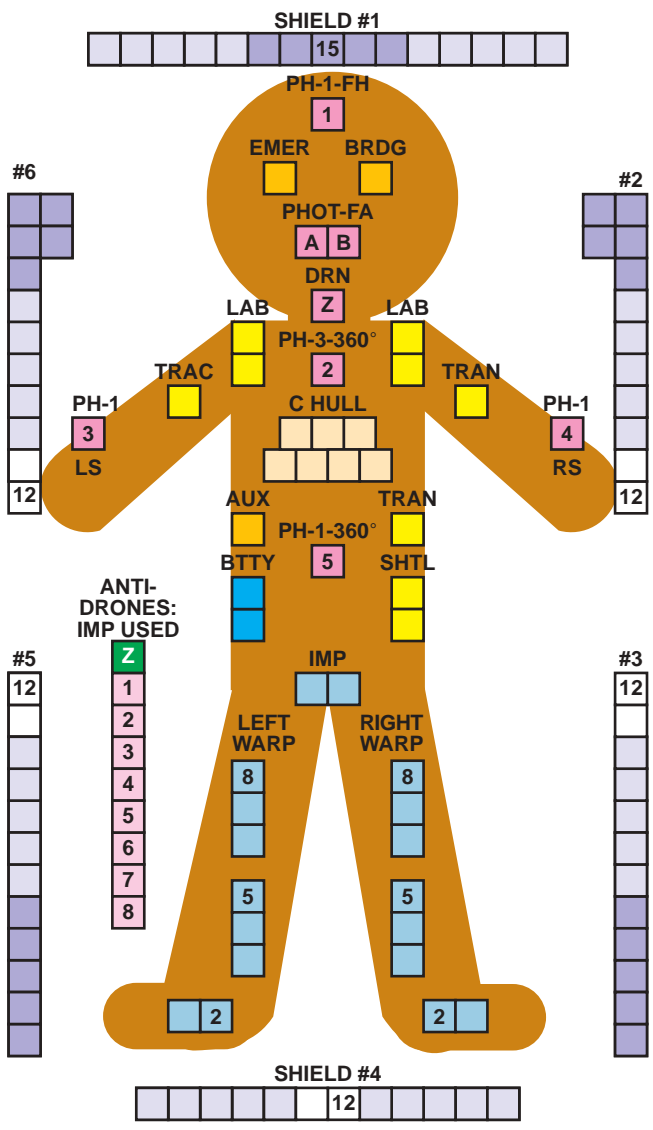 SHIELD #1
15
PH-1-FH
1
EMER BRDG
#6
#2
PHOT-FA
A B
DRN
Z
LAB LAB
PH-3-360°
2
TRAC TRAN
C HULL
PH-1 PH-1
3 4
LS RS
12 12
AUX TRAN
PH-1-360°
5
BTTY SHTL
ANTI-
DRONES:
IMP USED
Z
1
2
3
4
5
6
7
8
#5 #3
12 12
IMP
LEFT
WARP
RIGHT
WARP
8 8
5 5
2 2
SHIELD #4
12